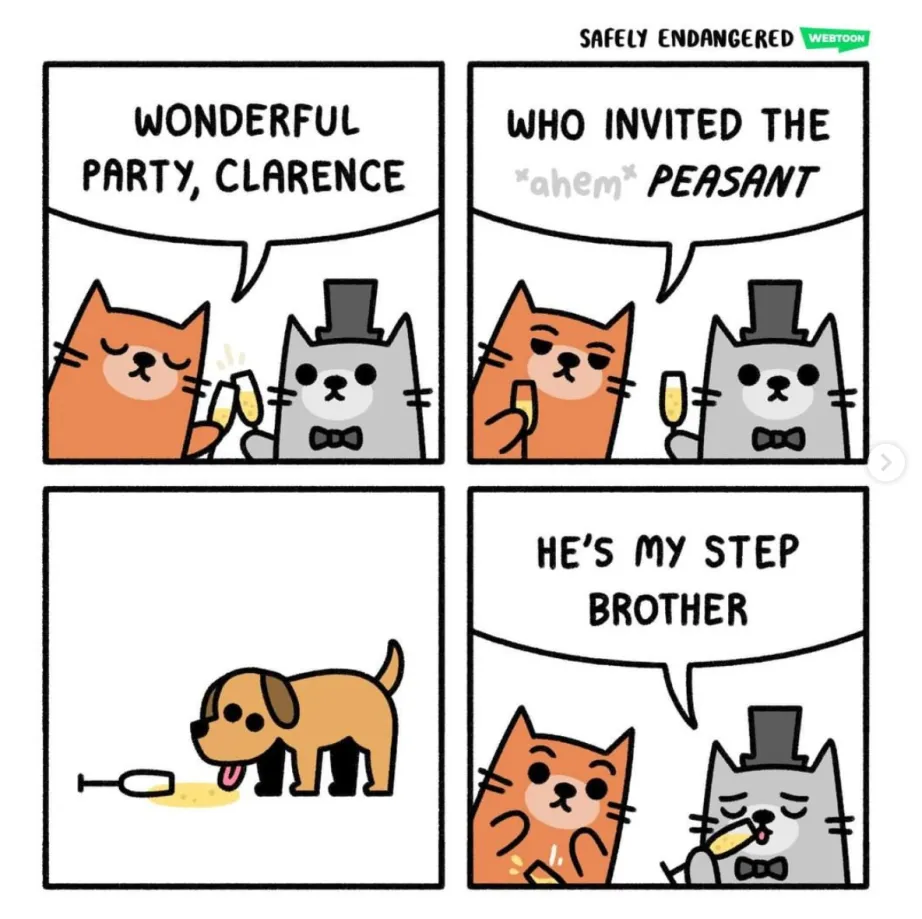 SAFELY ENDANGERED WEBTOON
WONDERFUL
PARTY, CLARENCE
WHO INVITED THE
*ahem* PEASANT
HE'S MY STEP
BROTHER